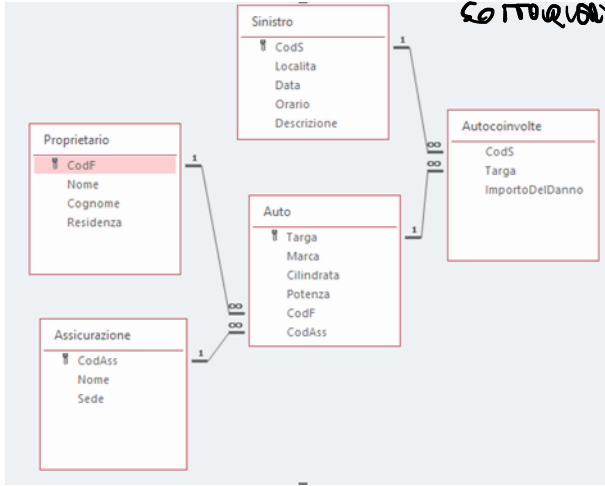 Sinistro
CodS
Localita
Data
Orario
Descrizione
1
Autocoinvolte
CodS
Targa
ImportoDelDanno
∞
∞
1
Proprietario
CodF
Nome
Cognome
Residenza
1
Auto
Targa
Marca
Cilindrata
Potenza
CodF
CodAss
∞
∞
Assicurazione
CodAss
Nome
Sede
1